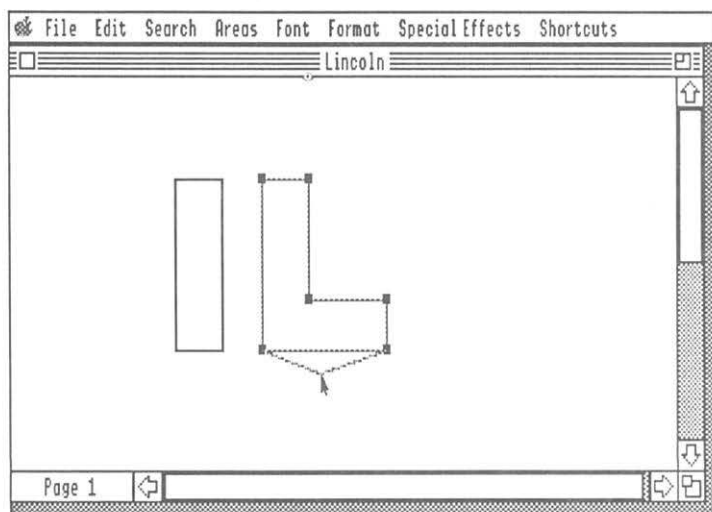 File Edit Search Areas Font Format Special Effects Shortcuts
Lincoln
Page 1